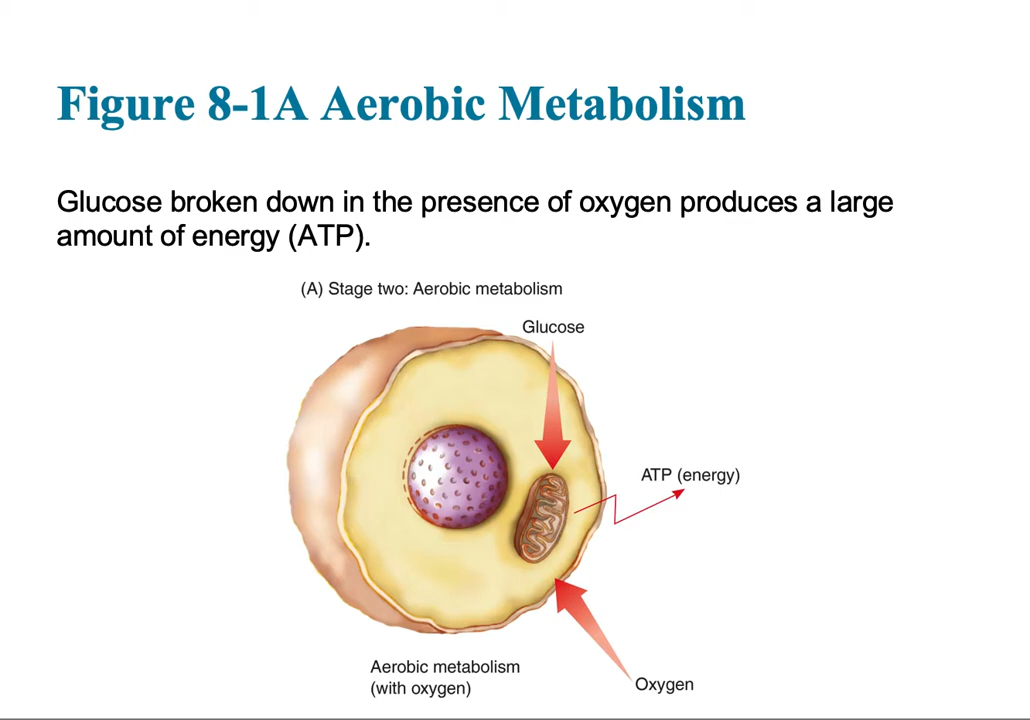 Figure 8-1A Aerobic Metabolism
Glucose broken down in the presence of oxygen produces a large
amount of energy (ATP).
(A) Stage two: Aerobic metabolism
Glucose
ATP (energy)
Aerobic metabolism
(with oxygen)
Oxygen